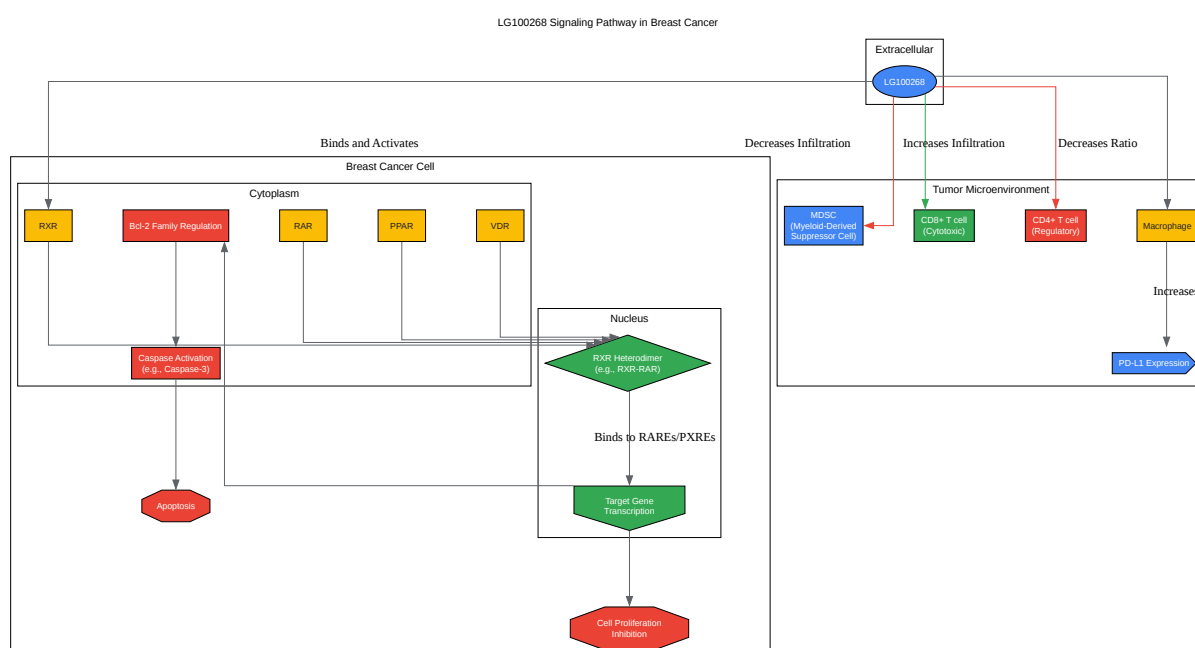 LG100268 Signaling Pathway in Breast Cancer
Extracellular
LG100268
Binds and Activates
Decreases Infiltration
Increases Infiltration
Decreases Ratio
Breast Cancer Cell
Cytoplasm
RXR
Bcl-2 Family Regulation
RAR
PPAR
VDR
Caspase Activation
(e.g., Caspase-3)
Apoptosis
Nucleus
RXR Heterodimer
(e.g., RXR-RAR)
Binds to RAREs/PXREs
Target Gene
Transcription
Cell Proliferation
Inhibition
Tumor Microenvironment
MDSC
(Myeloid-Derived
Suppressor Cell)
CD8+ T cell
(Cytotoxic)
CD4+ T cell
(Regulatory)
Macrophage
Increases
PD-L1 Expression